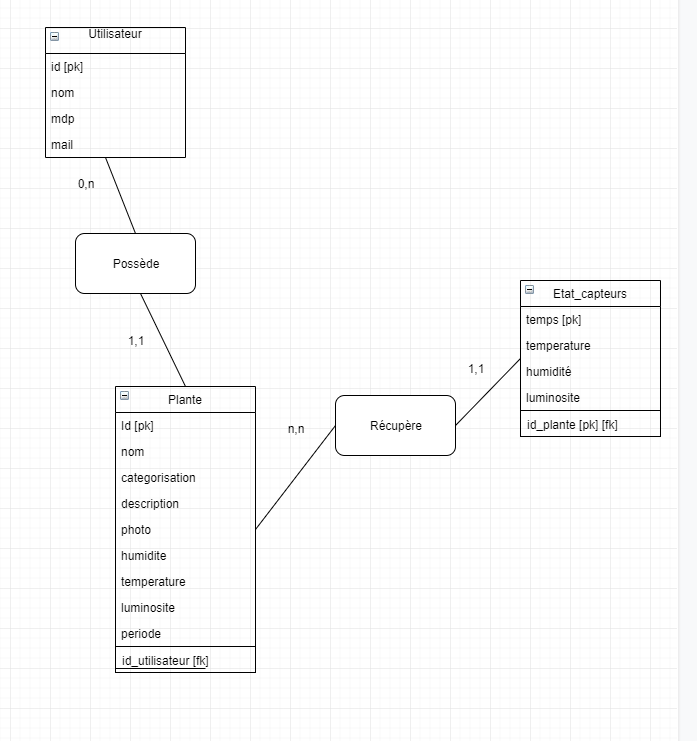 Utilisateur
id [pk]
nom
mdp
mail
0,n
Possède
1,1
Plante
Id [pk]
nom
categorisation
description
photo
humidite
temperature
luminosite
periode
id_utilisateur [fk]
n,n
Récupère
1,1
Etat_capteurs
temps [pk]
temperature
humidité
luminosite
id_plante [pk] [fk]